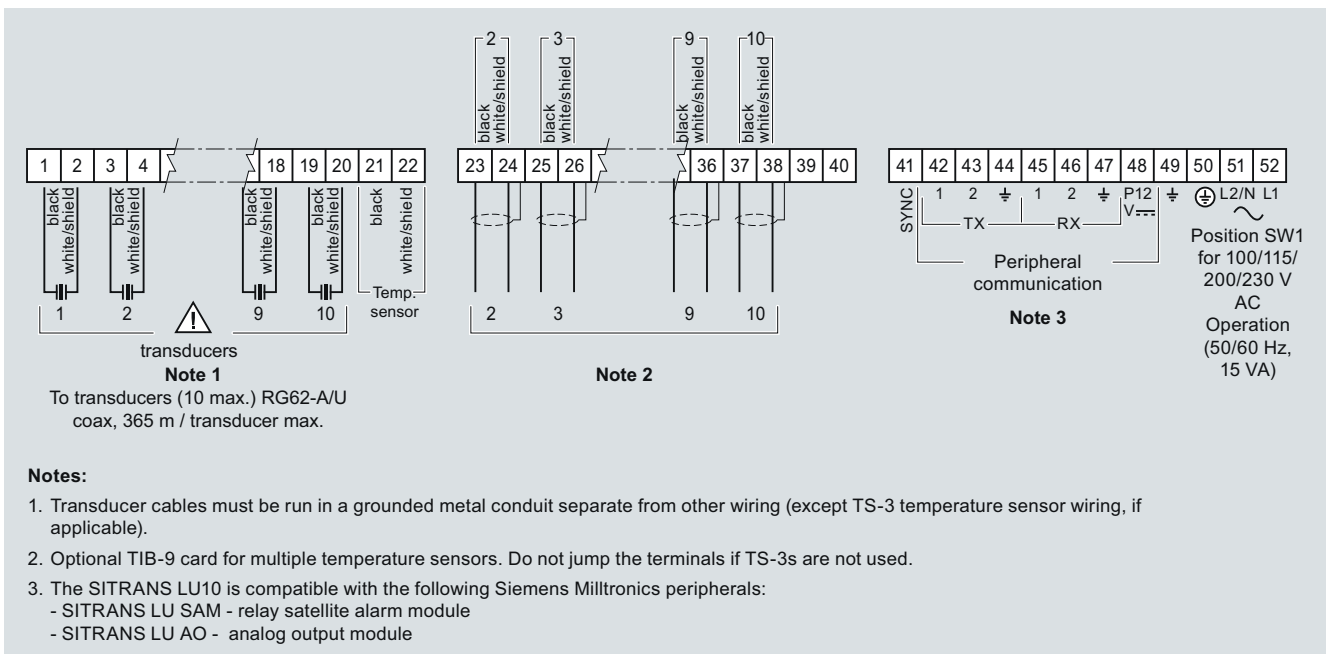 2 3 9 10
black white/shield black white/shield black white/shield black white/shield
1 2 3 4 18 19 20 21 22
23 24 25 26 36 37 38 39 40
41 42 43 44 45 46 47 48 49 50 51 52
black white/shield black white/shield black white/shield black white/shield black white/shield
1 2 9 10
Temp.
sensor
transducers
Note 1
To transducers (10 max.) RG62-A/U
coax, 365 m / transducer max.
2 3 9 10
Note 2
SYNC 1 2 1 2 P12 L2/N L1
V
TX RX
Peripheral
communication
Note 3
Position SW1
for 100/115/
200/230 V
AC
Operation
(50/60 Hz,
15 VA)
Notes:
1. Transducer cables must be run in a grounded metal conduit separate from other wiring (except TS-3 temperature sensor wiring, if
applicable).
2. Optional TIB-9 card for multiple temperature sensors. Do not jump the terminals if TS-3s are not used.
3. The SITRANS LU10 is compatible with the following Siemens Milltronics peripherals:
- SITRANS LU SAM - relay satellite alarm module
- SITRANS LU AO - analog output module